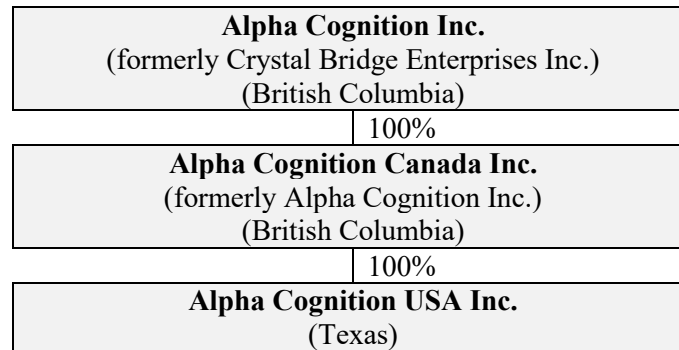 Alpha Cognition Inc.
(formerly Crystal Bridge Enterprises Inc.)
(British Columbia)
100%
Alpha Cognition Canada Inc.
(formerly Alpha Cognition Inc.)
(British Columbia)
100%
Alpha Cognition USA Inc.
(Texas)